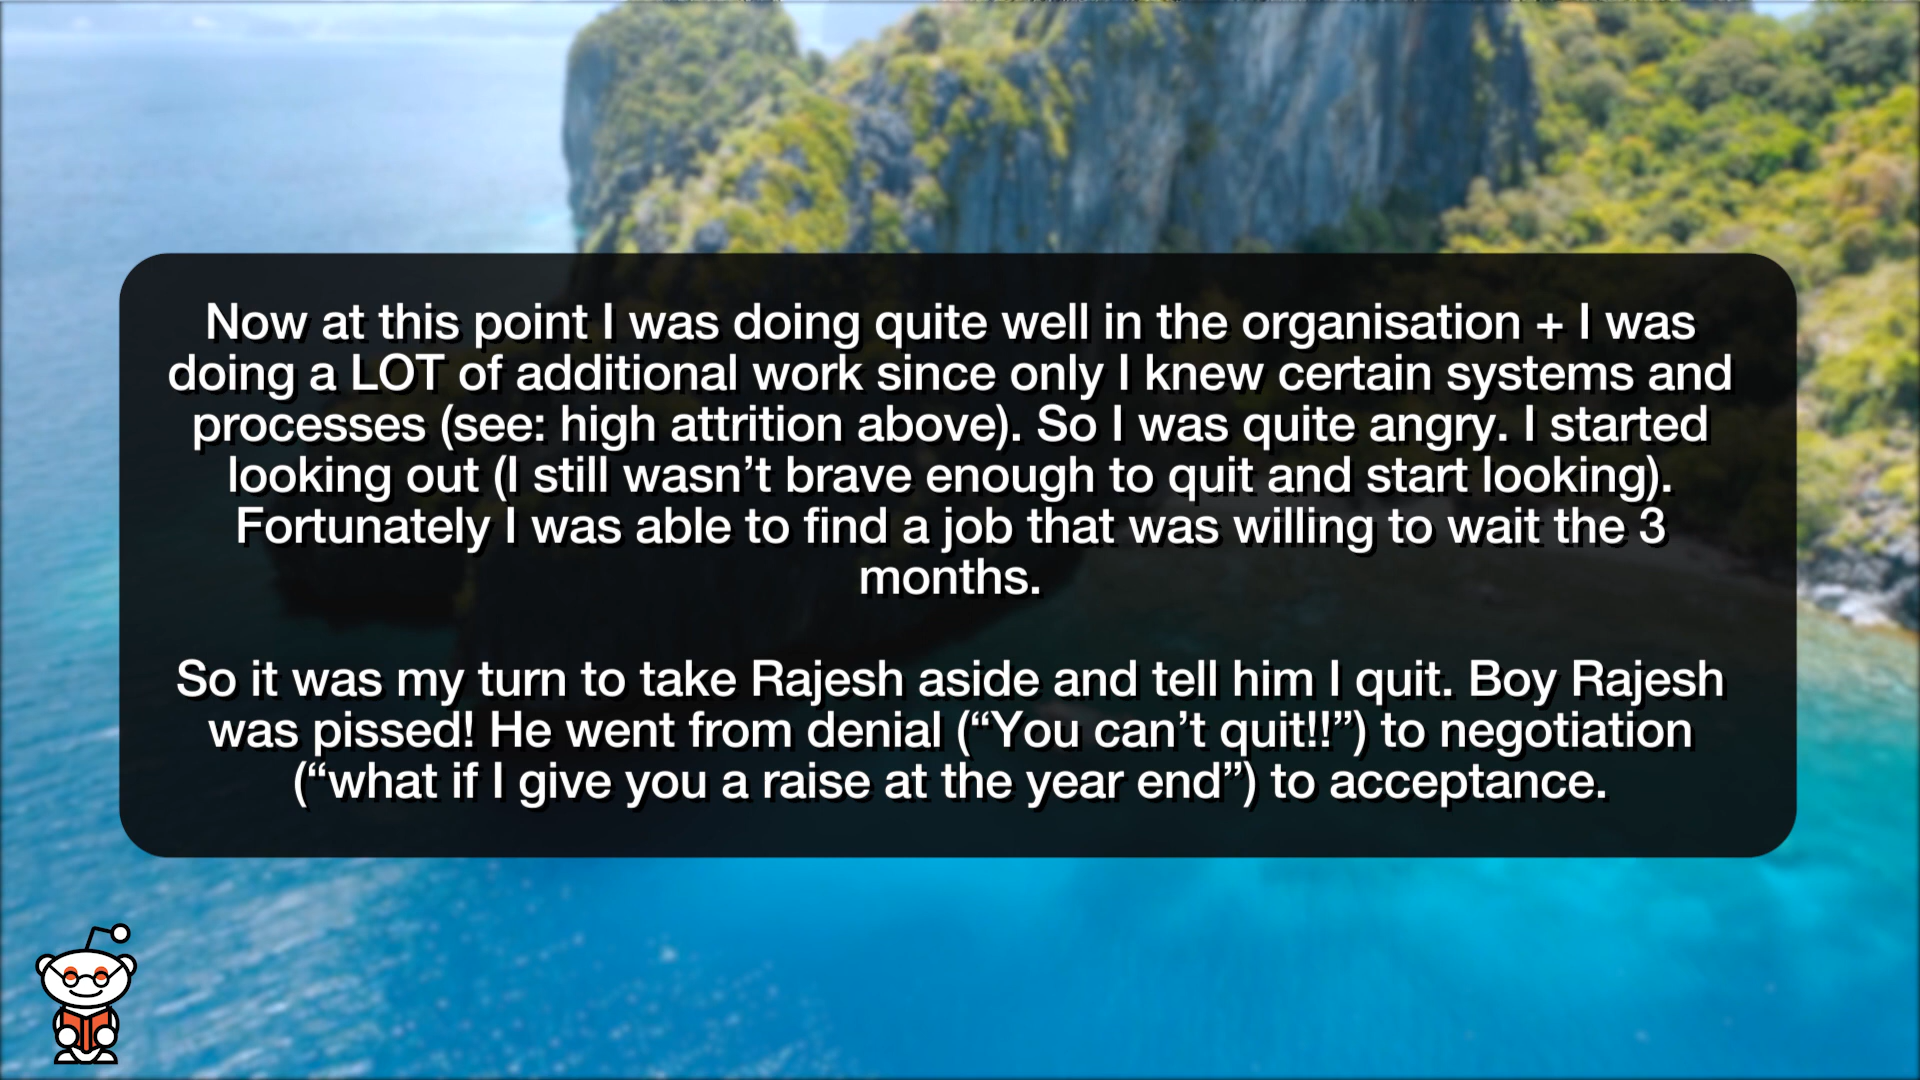 Now at this point I was doing quite well in the organisation + I was
doing a LOT of additional work since only I knew certain systems and
processes (see: high attrition above). So I was quite angry. I started
looking out (I still wasn’t brave enough to quit and start looking).
Fortunately I was able to find a job that was willing to wait the 3
months.
So it was my turn to take Rajesh aside and tell him I quit. Boy Rajesh
was pissed! He went from denial (“You can’t quit!!”) to negotiation
(“what if I give you a raise at the year end”) to acceptance.